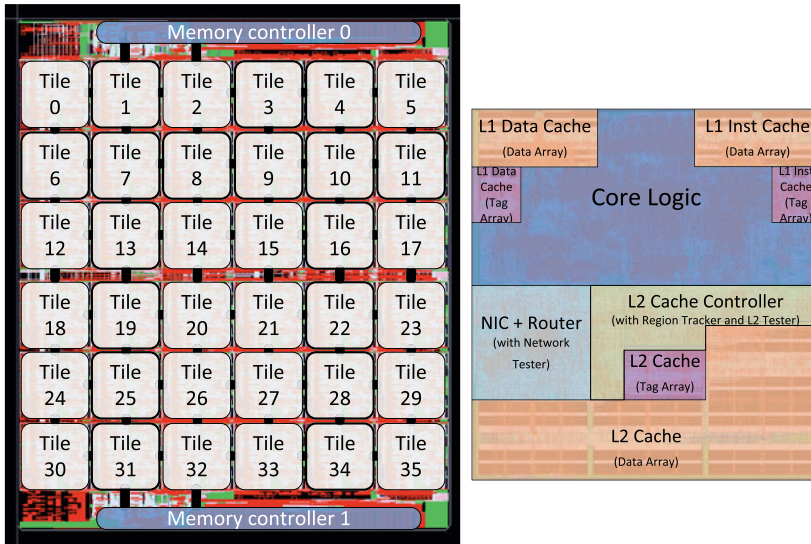 Memory controller 0
Tile Tile Tile Tile Tile Tile
0 1 2 3 4 5
Tile Tile Tile Tile Tile Tile
6 7 8 9 10 11
Tile Tile Tile Tile Tile Tile
12 13 14 15 16 17
Tile Tile Tile Tile Tile Tile
18 19 20 21 22 23
Tile Tile Tile Tile Tile Tile
24 25 26 27 28 29
Tile Tile Tile Tile Tile Tile
30 31 32 33 34 35
Memory controller 1
L1 Data Cache
(Data Array)
L1 Inst Cache
(Data Array)
L1 Data
Cache
(Tag
Array)
Core Logic
L1 Inst
Cache
(Tag
Array)
NIC + Router
(with Network
Tester)
L2 Cache Controller
(with Region Tracker and L2 Tester)
L2 Cache
(Tag Array)
L2 Cache
(Data Array)